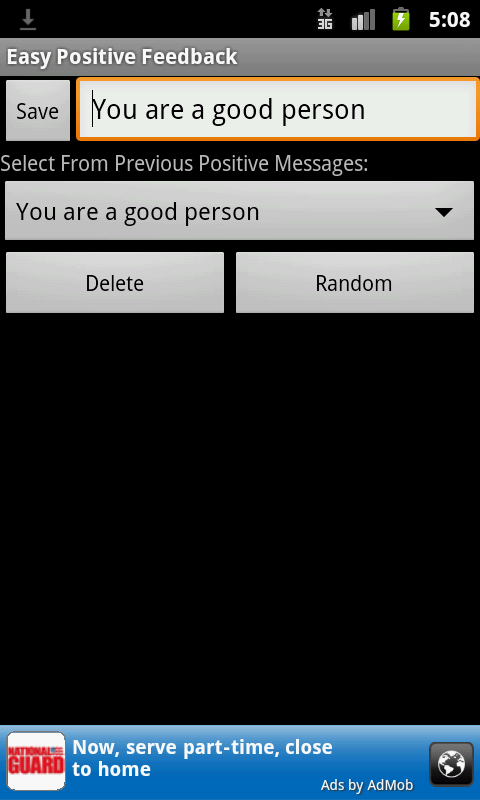 3G 5:08
Easy Positive Feedback
Save You are a good person
Select From Previous Positive Messages:
You are a good person
Delete Random
NATIONAL
GUARD
Now, serve part-time, close
to home
Ads by AdMob